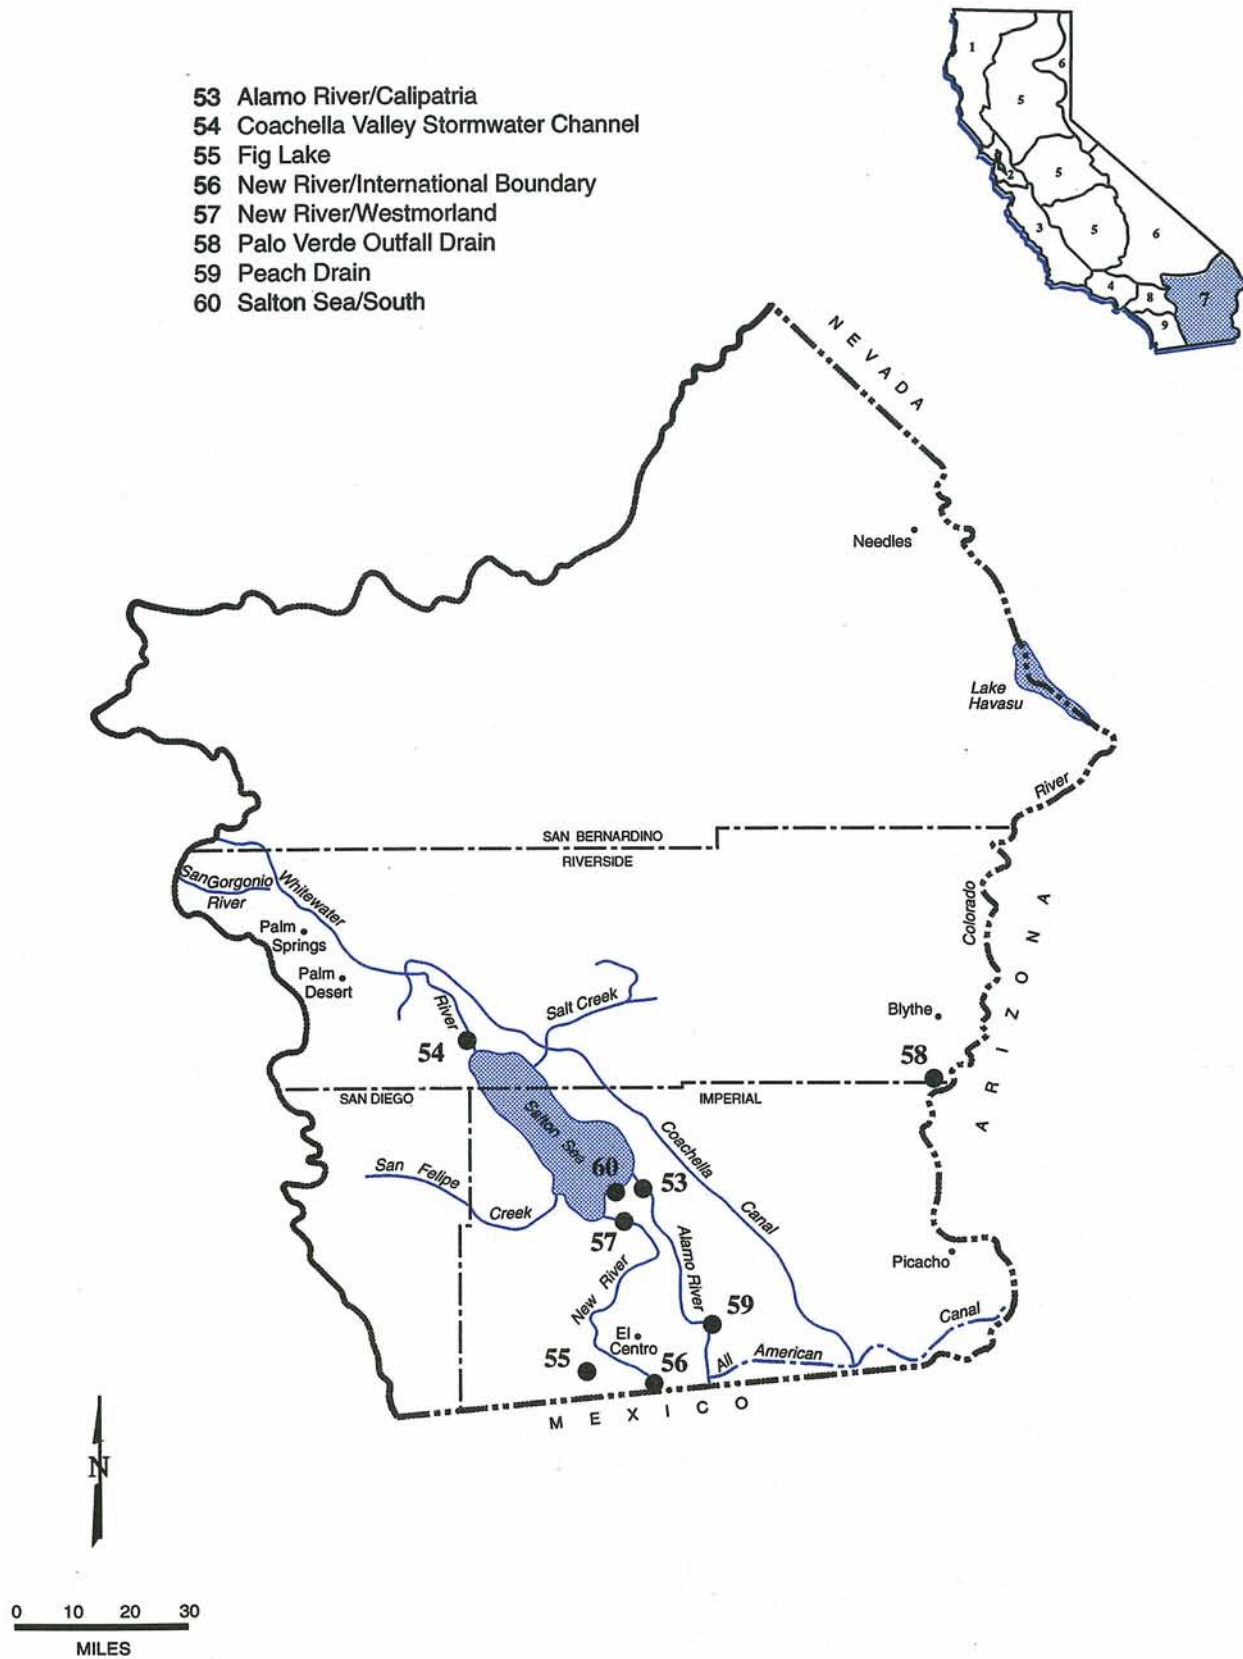 53 Alamo River/Calipatria
54 Coachella Valley Stormwater Channel
55 Fig Lake
56 New River/International Boundary
57 New River/Westmorland
58 Palo Verde Outfall Drain
59 Peach Drain
60 Salton Sea/South
1
6
5
2
5
3
5
6
4
8
7
9
NEVADA
Needles
Lake
Havasu
River
SAN BERNARDINO
RIVERSIDE
San Gorgonio
River
Whitewater
Colorado
ARIZONA
Palm
Springs
Palm
Desert
River
Salt Creek
Blythe
54
58
SAN DIEGO
IMPERIAL
Salton Sea
Coachella
San Felipe
Creek
60
53
Canal
57
Alamo River
Picacho
New River
59
El
Centro
Canal
55
56
All American
MEXICO
N
0 10 20 30
MILES